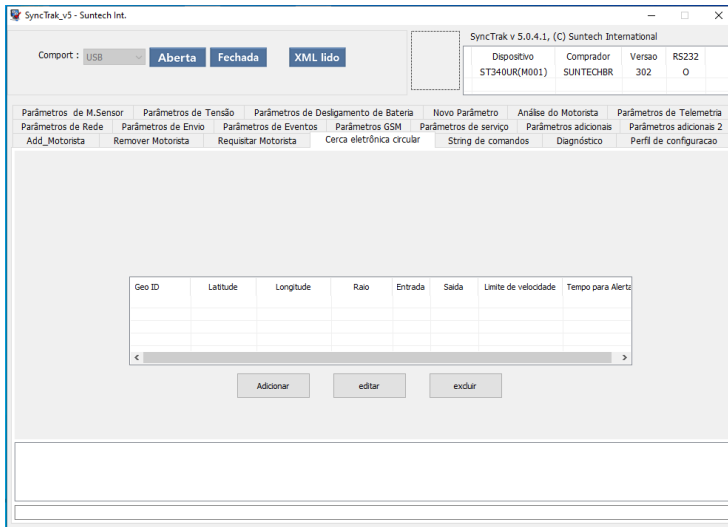 SyncTrak_v5 - Suntech Int.
SyncTrak v 5.0.4.1, (C) Suntech International
Comport : USB Aberta Fechada XML lido
Dispositivo Comprador Versao RS232
ST340UR(M001) SUNTECHBR 302 O
Parâmetros de M.Sensor Parâmetros de Tensão Parâmetros de Desligamento de Bateria Novo Parâmetro Análise do Motorista Parâmetros de Telemetria
Parâmetros de Rede Parâmetros de Envio Parâmetros de Eventos Parâmetros GSM Parâmetros de serviço Parâmetros adicionais Parâmetros adicionais 2
Add_Motorista Remover Motorista Requisitar Motorista Cerca eletrônica circular String de comandos Diagnóstico Perfil de configuracao
Geo ID Latitude Longitude Raio Entrada Saida Limite de velocidade Tempo para Alerta
Adicionar editar excluir